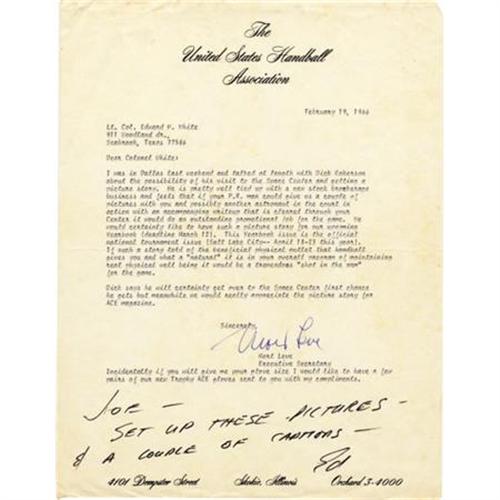 The
United States Handball
Association
February 19, 1966
Lt. Col. Edward H. White
911 Woodland Dr.,
Seabrook, Texas 77586
Dear Colonel White:
I was in Dallas last weekend and talked at length with Dick Roberson
about the possibility of his visit to the Space Center and getting a
picture story. He is pretty well tied up with a new stock brokerage
business and feels that if your P.R. man could give us a couple of
pictures with you and possibly another astronaut in the court in
action with an accompanying writeup that is cleared through your
Center it would do an outstanding promotional job for the game. We
would certainly like to have such a picture story for our upcoming
Yearbook (deadline March 12). This Yearbook issue is the official
national tournament issue (Salt Lake City-- April 18-23 this year).
If such a story told of the beneficial physical outlet that handball
gives you and what a "natural" it is in your overall program of maintaining
that physical well being it would be a tremendous "shot in the arm"
for the game.
Dick says he will certainly get over to the Space Center first chance
he gets but meanwhile we would really appreciate the picture story for
ACE magazine.
Sincerely,
Mort Leve
Executive Secretary
Incidentally if you will give me your glove size I would like to have a few
pairs of our new Trophy ACE gloves sent to you with my compliments.
JOE -
SET UP THESE PICTURES -
& A COUPLE OF CAPTIONS -
Ed
4101 Dempster Street Skokie, Illinois Orchard 3-4000